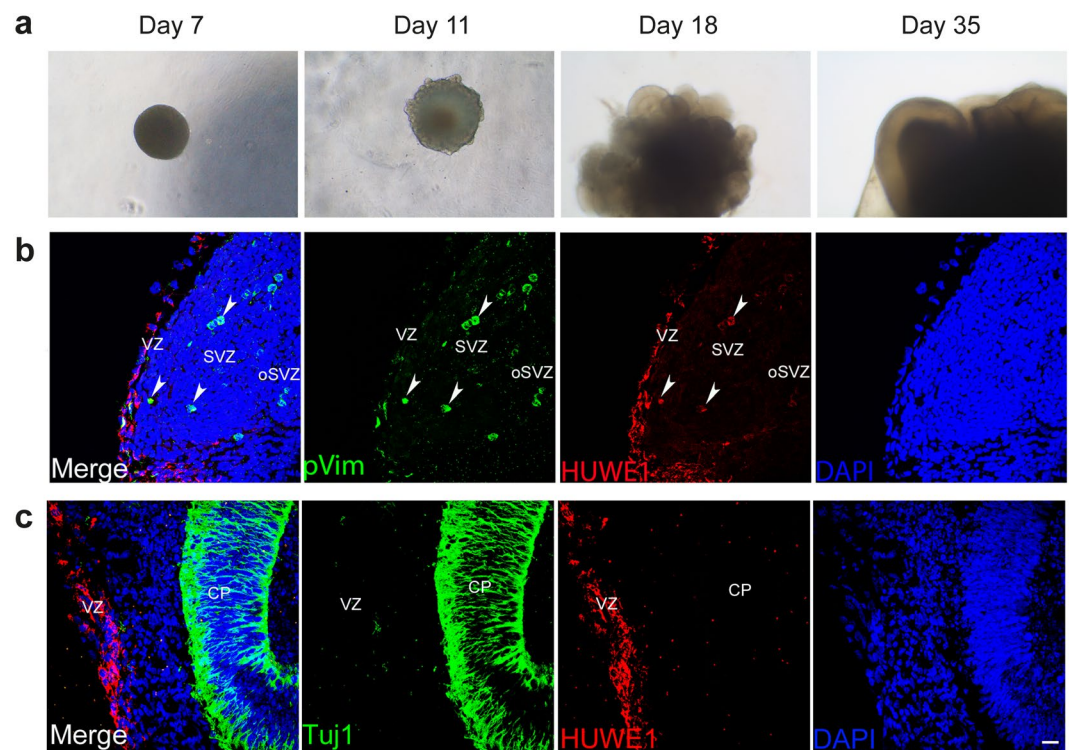 a
Day 7 Day 11 Day 18 Day 35
b
VZ SVZ oSVZ
Merge
VZ SVZ oSVZ
pVim
VZ SVZ oSVZ
HUWE1
DAPI
c
VZ CP
Merge
VZ CP
Tuj1
VZ CP
HUWE1
DAPI